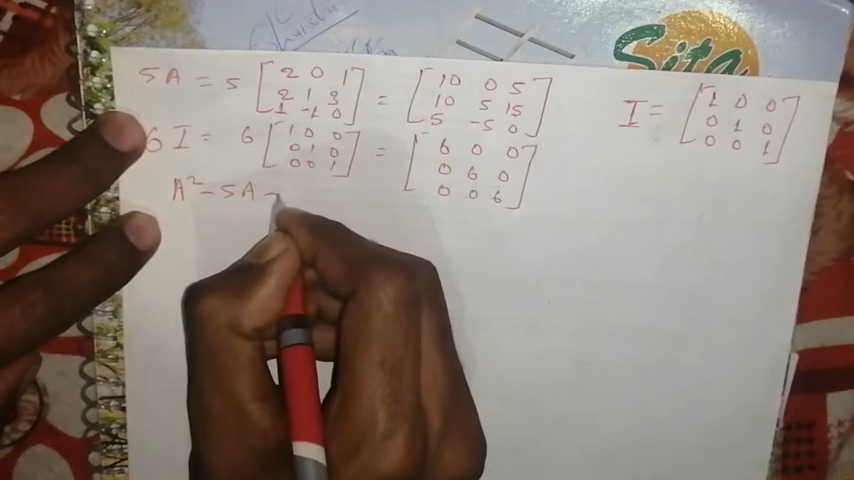 Sita
5A = 5 [2 0 1; 2 1 3; 1 -1 0] = [10 0 5; 10 5 15; 5 -5 0]
I = [1 0 0; 0 1 0; 0 0 1]
6I = 6 [1 0 0; 0 1 0; 0 0 1] = [6 0 0; 0 6 0; 0 0 6]
A² - 5A -